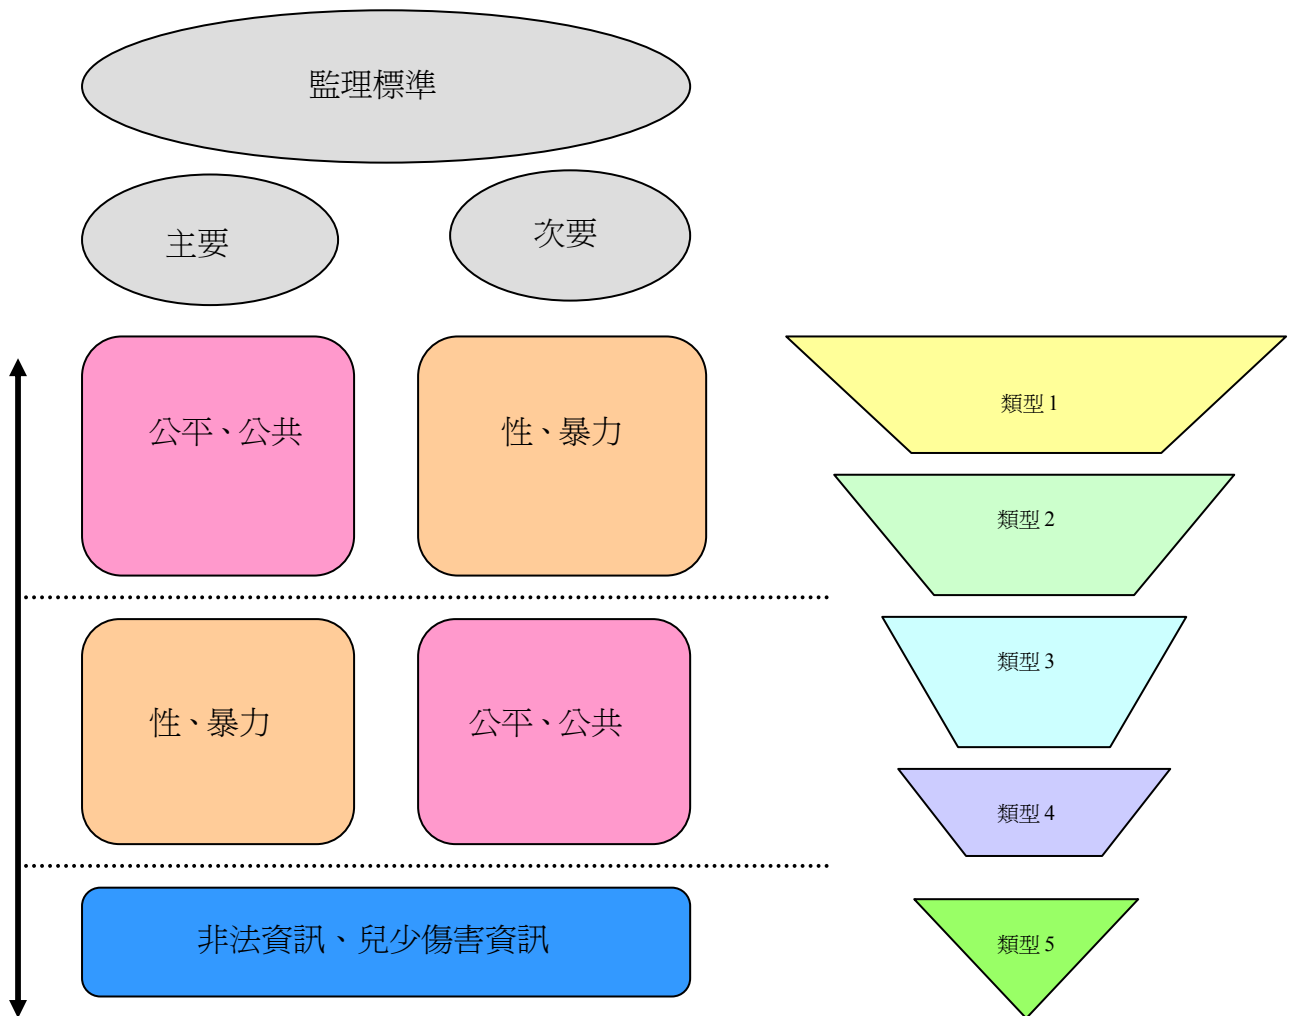 監理標準
主要
次要
公平、公共
性、暴力
類型 1
類型 2
性、暴力
公平、公共
類型 3
類型 4
非法資訊、兒少傷害資訊
類型 5